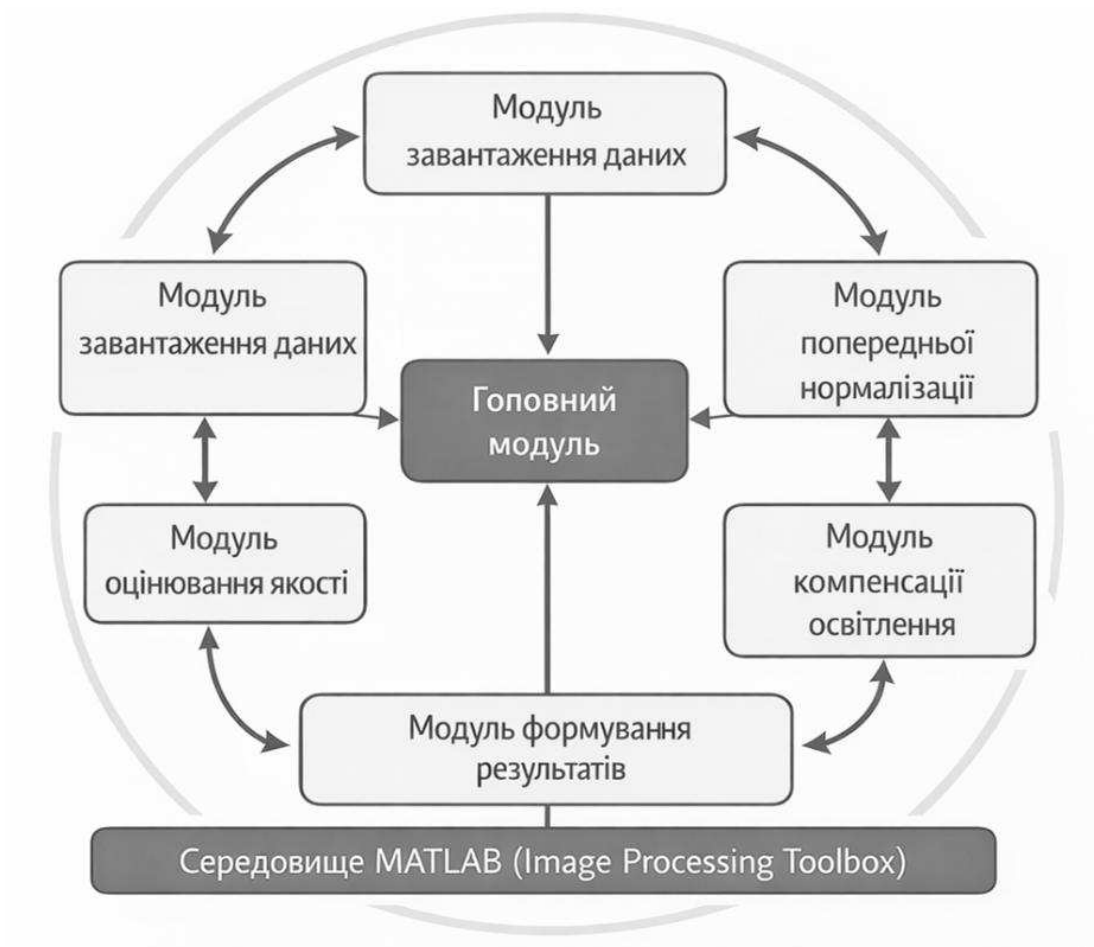 Модуль
завантаження даних
Модуль
завантаження даних
Модуль
попередньої
нормалізації
Гоповний
модуль
Модуль
оцінювання якості
Модуль
компенсації
освітлення
Модуль формування
результатів
Середовище MATLAB (Image Processing Toolbox)